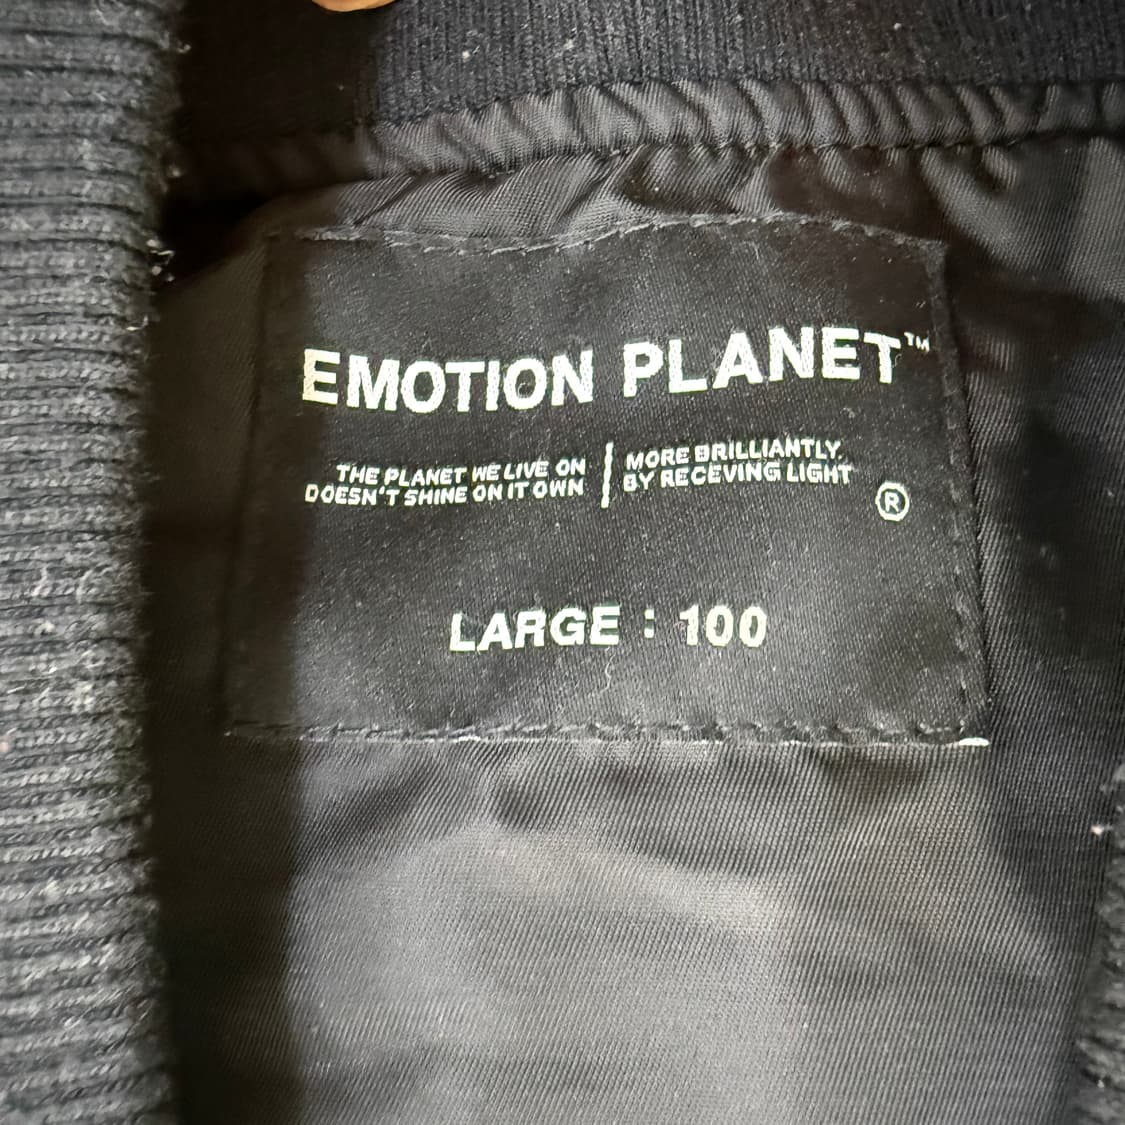 EMOTION PLANET™
THE PLANET WE LIVE ON
DOESN'T SHINE ON IT OWN
MORE BRILLIANTLY.
BY RECEVING LIGHT
®
LARGE : 100